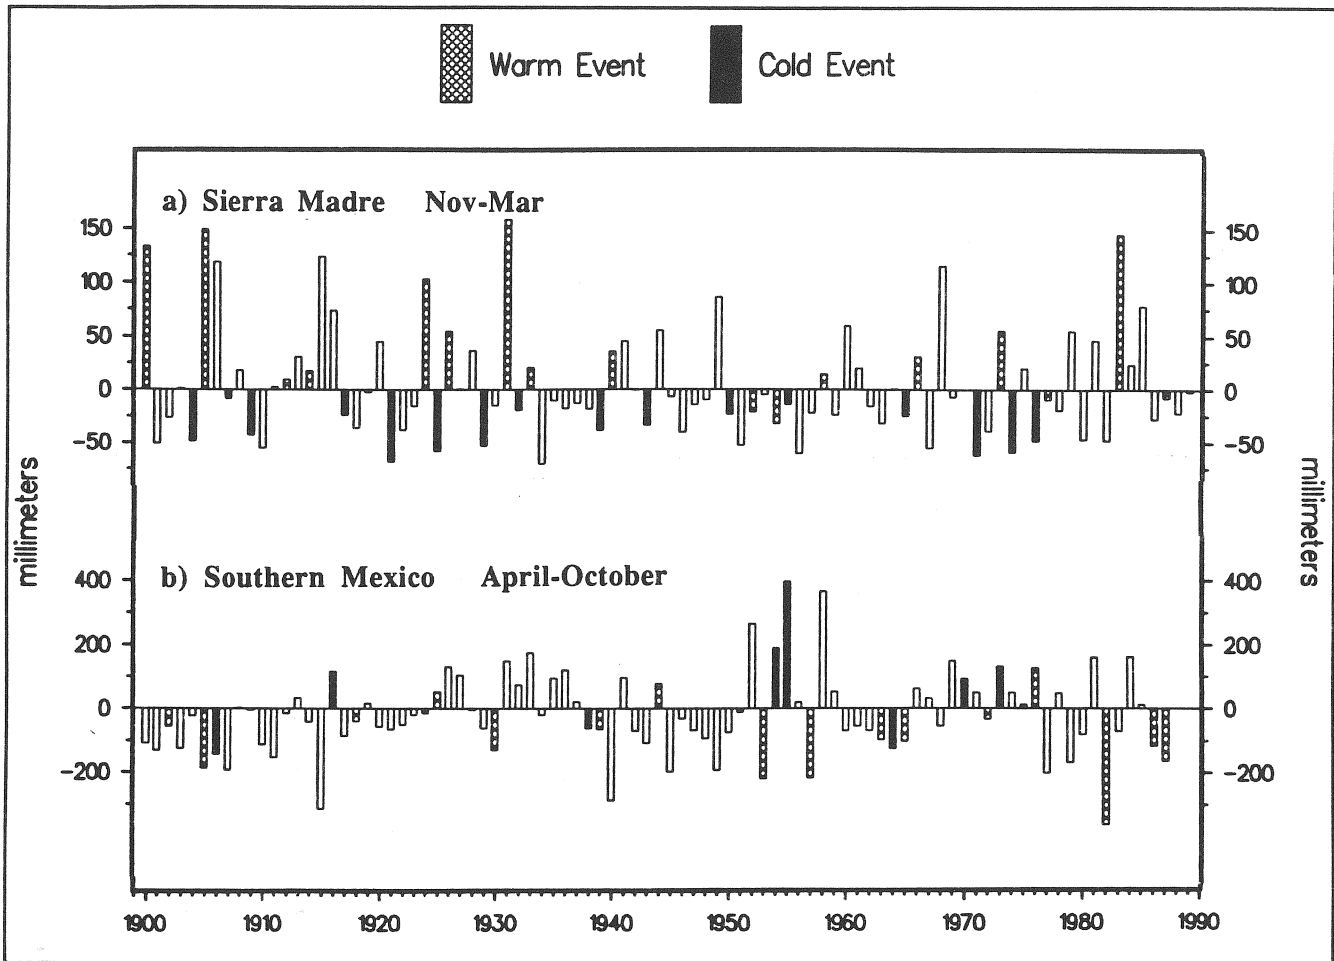 Warm Event Cold Event
a) Sierra Madre Nov-Mar
150 150
100 100
50 50
0 0
-50 -50
millimeters millimeters
b) Southern Mexico April-October
400 400
200 200
0 0
-200 -200
1900 1910 1920 1930 1940 1950 1960 1970 1980 1990